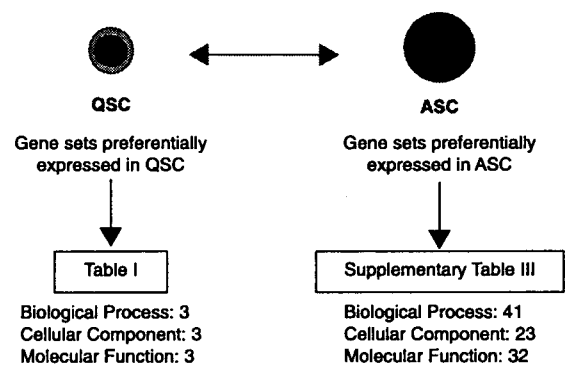 QSC
ASC
Gene sets preferentially
expressed in QSC
Gene sets preferentially
expressed in ASC
Table I
Supplementary Table III
Biological Process: 3
Cellular Component: 3
Molecular Function: 3
Biological Process: 41
Cellular Component: 23
Molecular Function: 32